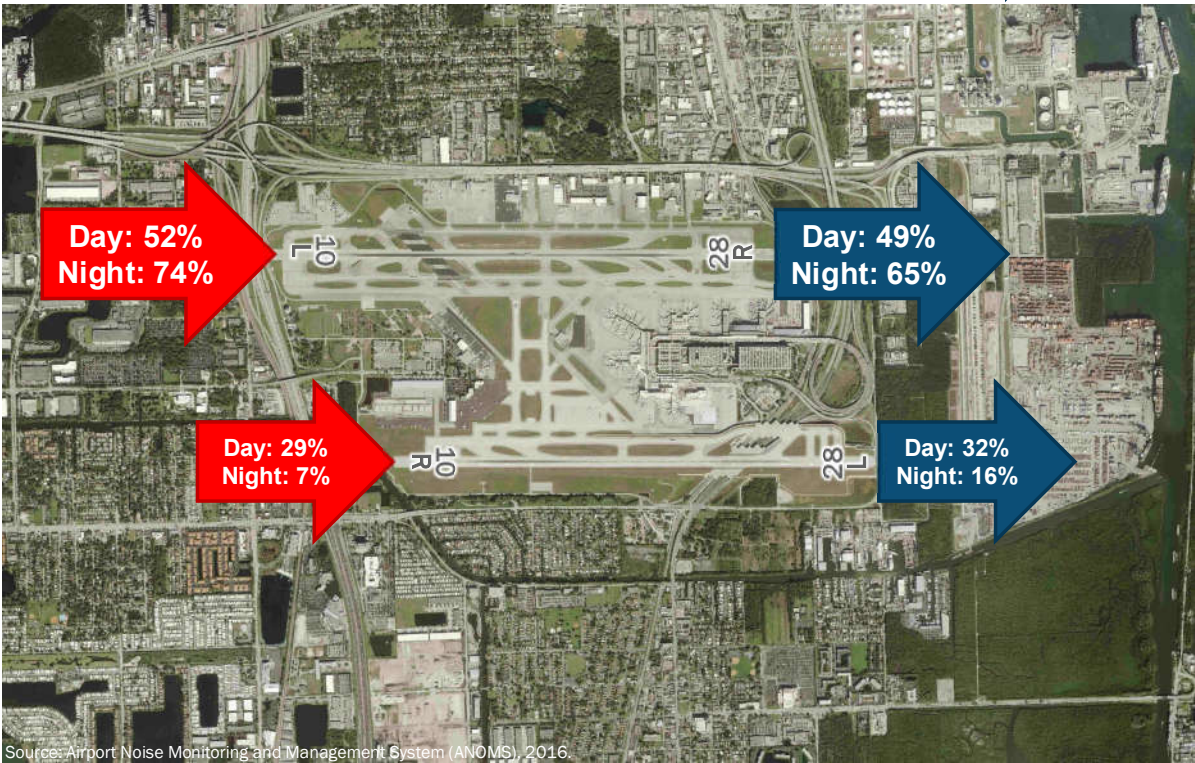 Day: 52%
Night: 74%
10
L
28
R
Day: 49%
Night: 65%
Day: 29%
Night: 7%
10
R
28
L
Day: 32%
Night: 16%
Source: Airport Noise Monitoring and Management System (ANOMS), 2016.